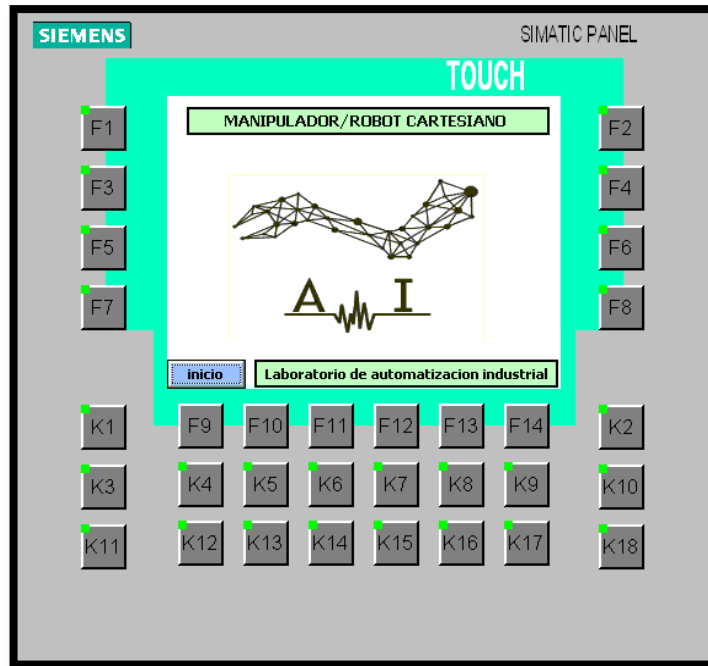 SIEMENS SIMATIC PANEL
TOUCH
MANIPULADOR/ROBOT CARTESIANO
F1 F2
F3 F4
F5 F6
F7 F8
A I
inicio Laboratorio de automatizacion industrial
K1 F9 F10 F11 F12 F13 F14 K2
K3 K4 K5 K6 K7 K8 K9 K10
K11 K12 K13 K14 K15 K16 K17 K18